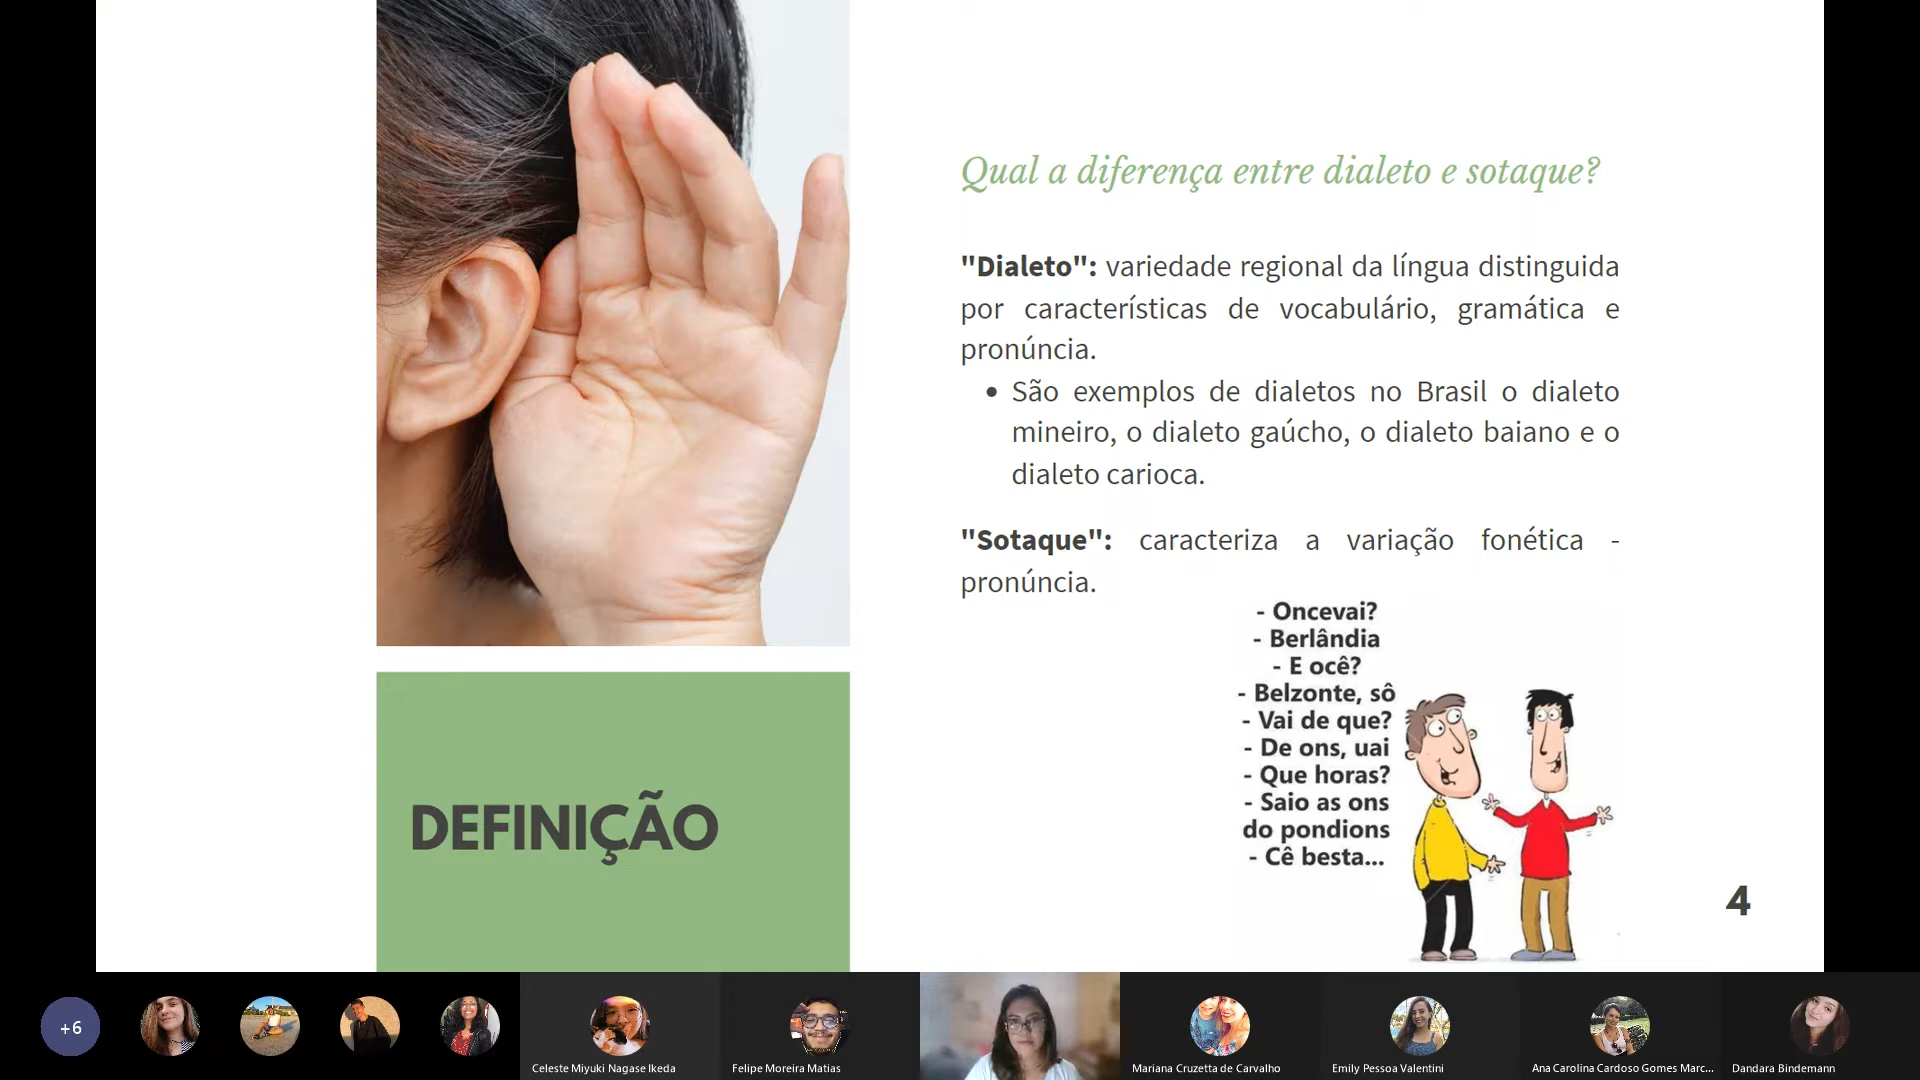 Qual a diferença entre dialeto e sotaque?
"Dialeto": variedade regional da língua distinguida
por características de vocabulário, gramática e
pronúncia.
• São exemplos de dialetos no Brasil o dialeto
mineiro, o dialeto gaúcho, o dialeto baiano e o
dialeto carioca.
"Sotaque": caracteriza a variação fonética -
pronúncia.
- Oncevai?
- Berlândia
- E ocê?
- Belzonte, sô
- Vai de que?
- De ons, uai
- Que horas?
- Saio as ons
do pondions
- Cê besta...
DEFINIÇÃO
4
+6
Celeste Miyuki Nagase Ikeda
Felipe Moreira Matias
Mariana Cruzetta de Carvalho
Emily Pessoa Valentini
Ana Carolina Cardoso Gomes Marc...
Dandara Bindemann